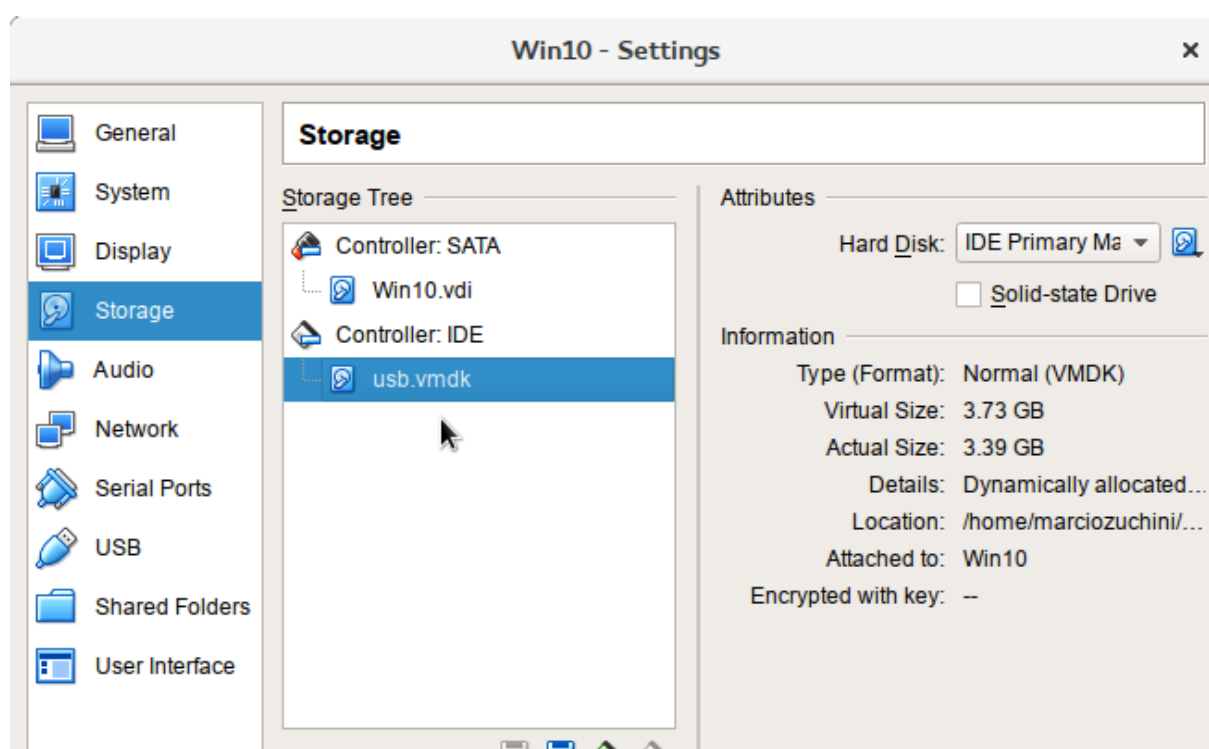 Win10 - Settings
×
General
System
Display
Storage
Audio
Network
Serial Ports
USB
Shared Folders
User Interface
Storage
Storage Tree
Controller: SATA
Win10.vdi
Controller: IDE
usb.vmdk
Attributes
Hard Disk: IDE Primary Ma
Solid-state Drive
Information
Type (Format): Normal (VMDK)
Virtual Size: 3.73 GB
Actual Size: 3.39 GB
Details: Dynamically allocated...
Location: /home/marciozuchini/...
Attached to: Win10
Encrypted with key: --